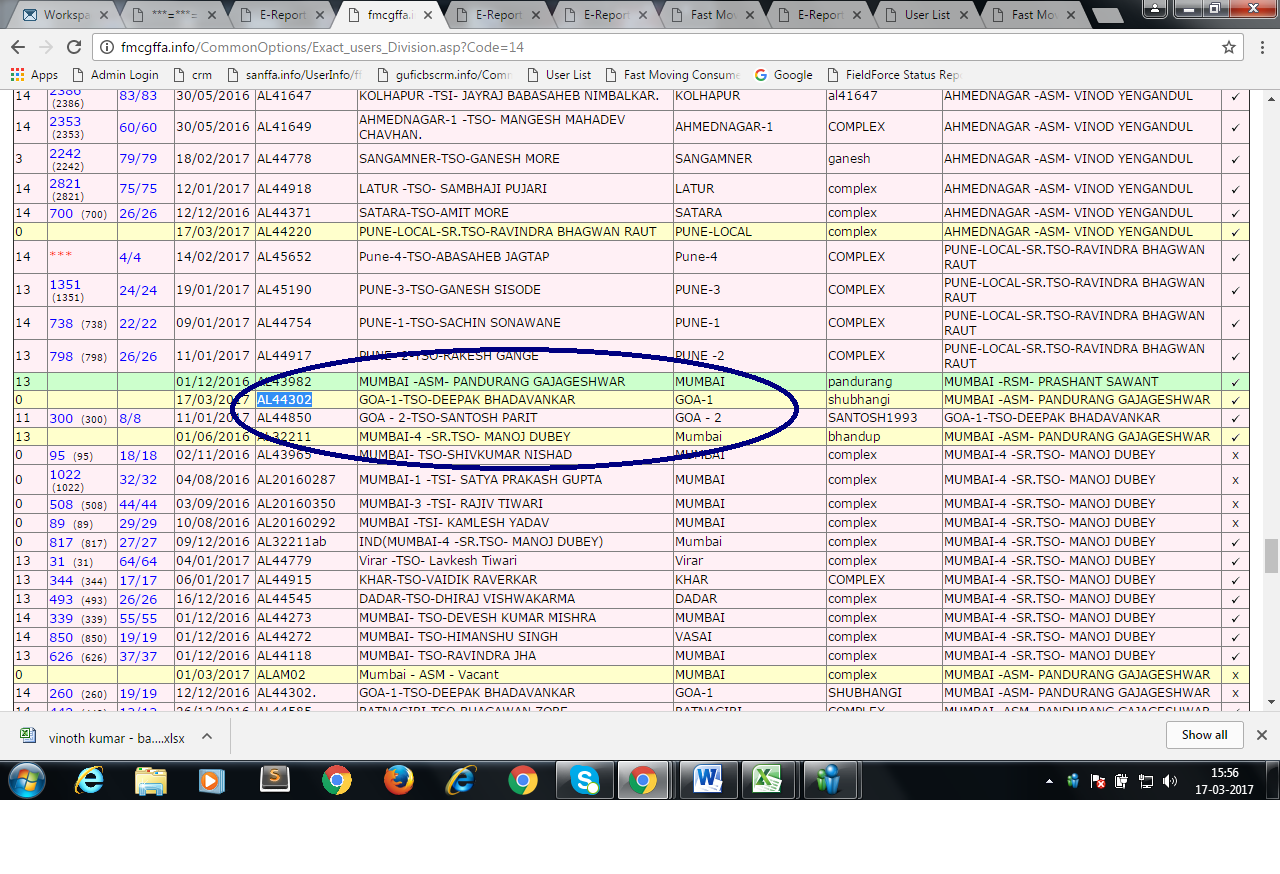 Workspa
***=***=
E-Report
fmcgffa.i
E-Report
E-Report
Fast Mo
E-Report
User List
Fast Mo
fmcgffa.info/CommonOptions/Exact_users_Division.asp?Code=14
Apps Admin Login crm sanffa.info/UserInfo/ff guficbscrm.info/Comm User List Fast Moving Consume Google FieldForce Status Rep
14 2386 (2386) 83/83 30/05/2016 AL41647 KOLHAPUR -TSI- JAYRAJ BABASAHEB NIMBALKAR. KOLHAPUR al41647 AHMEDNAGAR -ASM- VINOD YENGANDUL ✓
14 2353 (2353) 60/60 30/05/2016 AL41649 AHMEDNAGAR-1 -TSO- MANGESH MAHADEV CHAVHAN. AHMEDNAGAR-1 COMPLEX AHMEDNAGAR -ASM- VINOD YENGANDUL ✓
3 2242 (2242) 79/79 18/02/2017 AL44778 SANGAMNER-TSO-GANESH MORE SANGAMNER ganesh AHMEDNAGAR -ASM- VINOD YENGANDUL ✓
14 2821 (2821) 75/75 12/01/2017 AL44918 LATUR -TSO- SAMBHAJI PUJARI LATUR complex AHMEDNAGAR -ASM- VINOD YENGANDUL ✓
14 700 (700) 26/26 12/12/2016 AL44371 SATARA-TSO-AMIT MORE SATARA complex AHMEDNAGAR -ASM- VINOD YENGANDUL ✓
0 17/03/2017 AL44220 PUNE-LOCAL-SR.TSO-RAVINDRA BHAGWAN RAUT PUNE-LOCAL complex AHMEDNAGAR -ASM- VINOD YENGANDUL ✓
14 *** 4/4 14/02/2017 AL45652 Pune-4-TSO-ABASAHEB JAGTAP Pune-4 COMPLEX PUNE-LOCAL-SR.TSO-RAVINDRA BHAGWAN RAUT ✓
13 1351 (1351) 24/24 19/01/2017 AL45190 PUNE-3-TSO-GANESH SISODE PUNE-3 COMPLEX PUNE-LOCAL-SR.TSO-RAVINDRA BHAGWAN RAUT ✓
14 738 (738) 22/22 09/01/2017 AL44754 PUNE-1-TSO-SACHIN SONAWANE PUNE-1 COMPLEX PUNE-LOCAL-SR.TSO-RAVINDRA BHAGWAN RAUT ✓
13 798 (798) 26/26 11/01/2017 AL44917 PUNE -2-TSO-RAKESH GANGE PUNE -2 COMPLEX PUNE-LOCAL-SR.TSO-RAVINDRA BHAGWAN RAUT ✓
13 01/12/2016 AL43982 MUMBAI -ASM- PANDURANG GAJAGESHWAR MUMBAI pandurang MUMBAI -RSM- PRASHANT SAWANT ✓
0 17/03/2017 AL44302 GOA-1-TSO-DEEPAK BHADAVANKAR GOA-1 shubhangi MUMBAI -ASM- PANDURANG GAJAGESHWAR ✓
11 300 (300) 8/8 11/01/2017 AL44850 GOA - 2-TSO-SANTOSH PARIT GOA - 2 SANTOSH1993 GOA-1-TSO-DEEPAK BHADAVANKAR ✓
13 01/06/2016 AL32211 MUMBAI-4 -SR.TSO- MANOJ DUBEY Mumbai bhandup MUMBAI -ASM- PANDURANG GAJAGESHWAR ✓
0 95 (95) 18/18 02/11/2016 AL43965 MUMBAI- TSO-SHIVKUMAR NISHAD MUMBAI complex MUMBAI-4 -SR.TSO- MANOJ DUBEY x
0 1022 (1022) 32/32 04/08/2016 AL20160287 MUMBAI-1 -TSI- SATYA PRAKASH GUPTA MUMBAI complex MUMBAI-4 -SR.TSO- MANOJ DUBEY x
0 508 (508) 44/44 03/09/2016 AL20160350 MUMBAI-3 -TSI- RAJIV TIWARI MUMBAI complex MUMBAI-4 -SR.TSO- MANOJ DUBEY x
0 89 (89) 29/29 10/08/2016 AL20160292 MUMBAI -TSI- KAMLESH YADAV MUMBAI complex MUMBAI-4 -SR.TSO- MANOJ DUBEY x
0 817 (817) 27/27 09/12/2016 AL32211ab IND(MUMBAI-4 -SR.TSO- MANOJ DUBEY) Mumbai complex MUMBAI-4 -SR.TSO- MANOJ DUBEY ✓
13 31 (31) 64/64 04/01/2017 AL44779 Virar -TSO- Lavkesh Tiwari Virar complex MUMBAI-4 -SR.TSO- MANOJ DUBEY ✓
13 344 (344) 17/17 06/01/2017 AL44915 KHAR-TSO-VAIDIK RAVERKAR KHAR COMPLEX MUMBAI-4 -SR.TSO- MANOJ DUBEY ✓
13 493 (493) 26/26 16/12/2016 AL44545 DADAR-TSO-DHIRAJ VISHWAKARMA DADAR complex MUMBAI-4 -SR.TSO- MANOJ DUBEY ✓
14 339 (339) 55/55 01/12/2016 AL44273 MUMBAI- TSO-DEVESH KUMAR MISHRA MUMBAI complex MUMBAI-4 -SR.TSO- MANOJ DUBEY ✓
14 850 (850) 19/19 01/12/2016 AL44272 MUMBAI- TSO-HIMANSHU SINGH VASAI complex MUMBAI-4 -SR.TSO- MANOJ DUBEY ✓
13 626 (626) 37/37 01/12/2016 AL44118 MUMBAI- TSO-RAVINDRA JHA MUMBAI complex MUMBAI-4 -SR.TSO- MANOJ DUBEY ✓
0 01/03/2017 ALAM02 Mumbai - ASM - Vacant MUMBAI complex MUMBAI -ASM- PANDURANG GAJAGESHWAR x
14 260 (260) 19/19 12/12/2016 AL44302. GOA-1-TSO-DEEPAK BHADAVANKAR GOA-1 SHUBHANGI MUMBAI -ASM- PANDURANG GAJAGESHWAR x
vinoth kumar - ba....xlsx
Show all
15:56
17-03-2017